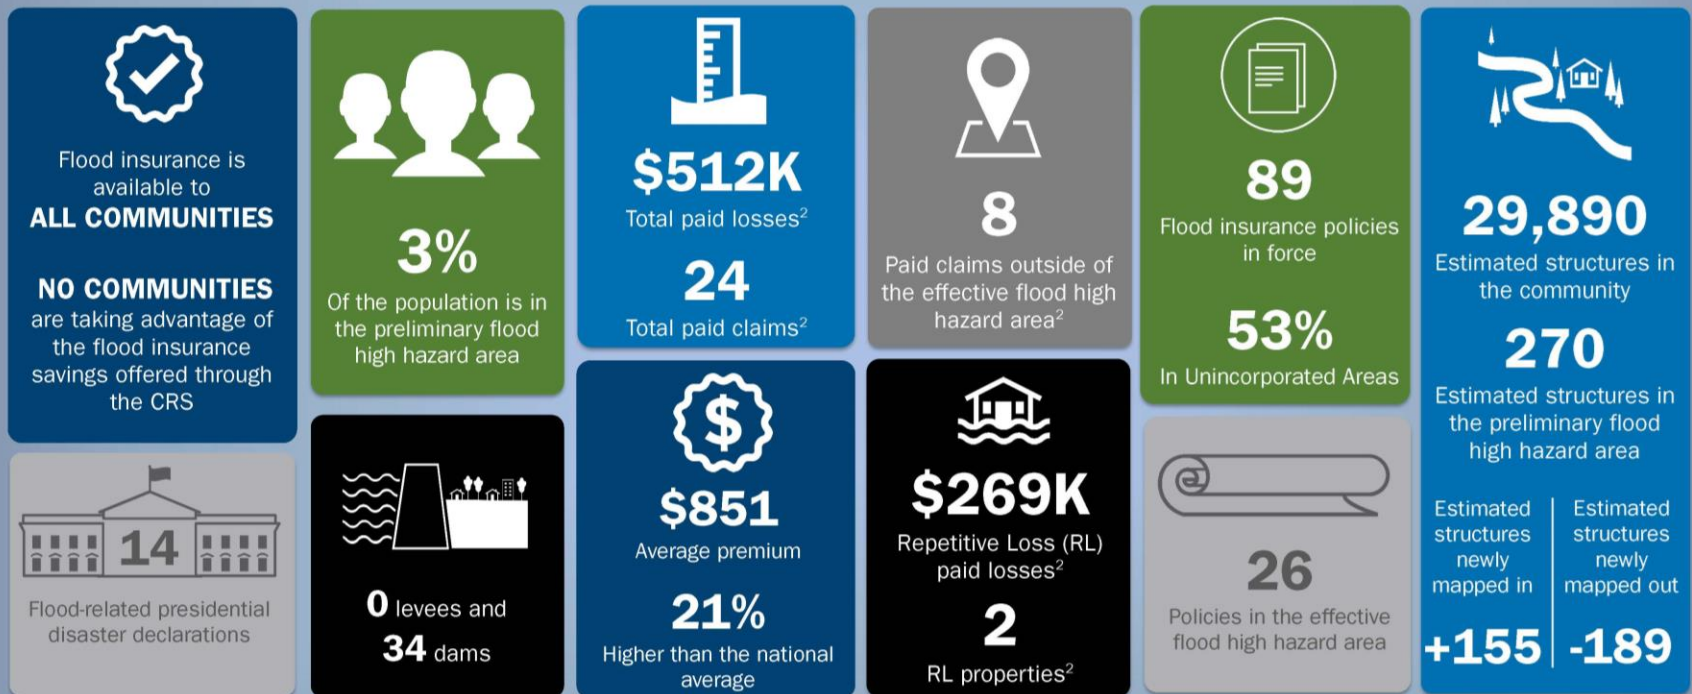 Flood insurance is
available to
ALL COMMUNITIES
NO COMMUNITIES
are taking advantage of
the flood insurance
savings offered through
the CRS
14
Flood-related presidential
disaster declarations
3%
Of the population is in
the preliminary flood
high hazard area
0 levees and
34 dams
$512K
Total paid losses²
24
Total paid claims²
$
$851
Average premium
21%
Higher than the national
average
8
Paid claims outside of
the effective flood high
hazard area²
$269K
Repetitive Loss (RL)
paid losses²
2
RL properties²
89
Flood insurance policies
in force
53%
In Unincorporated Areas
26
Policies in the effective
flood high hazard area
29,890
Estimated structures in
the community
270
Estimated structures in
the preliminary flood
high hazard area
Estimated
structures
newly
mapped in
+155
Estimated
structures
newly
mapped out
-189